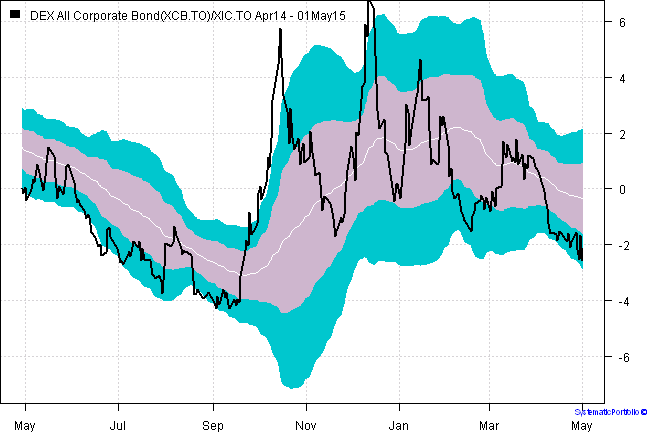 DEX All Corporate Bond(XCB.TO)/XIC.TO Apr14 - 01May15
6
4
2
0
-2
-4
-6
May Jul Sep Nov Jan Mar May
SystematicPortfolio ©